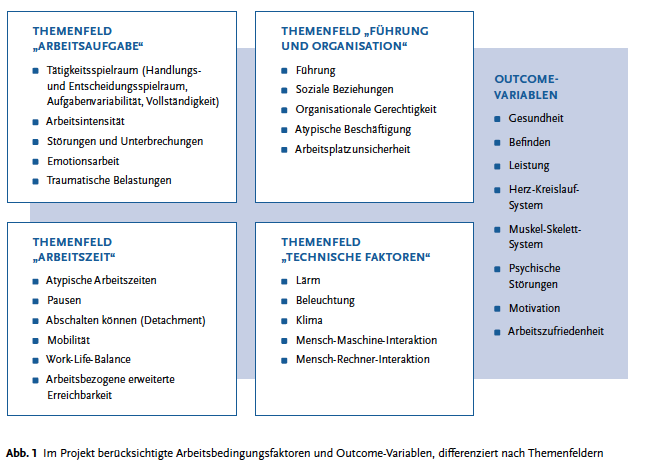 THEMENFELD
„ARBEITSAUFGABE“
Tätigkeitsspielraum (Handlungs-
und Entscheidungsspielraum,
Aufgabenvariabilität, Vollständigkeit)
Arbeitsintensität
Störungen und Unterbrechungen
Emotionsarbeit
Traumatische Belastungen
THEMENFELD „FÜHRUNG
UND ORGANISATION“
Führung
Soziale Beziehungen
Organisationale Gerechtigkeit
Atypische Beschäftigung
Arbeitsplatzunsicherheit
THEMENFELD
„ARBEITSZEIT“
Atypische Arbeitszeiten
Pausen
Abschalten können (Detachment)
Mobilität
Work-Life-Balance
Arbeitsbezogene erweiterte
Erreichbarkeit
THEMENFELD
„TECHNISCHE FAKTOREN“
Lärm
Beleuchtung
Klima
Mensch-Maschine-Interaktion
Mensch-Rechner-Interaktion
OUTCOME-
VARIABLEN
Gesundheit
Befinden
Leistung
Herz-Kreislauf-
System
Muskel-Skelett-
System
Psychische
Störungen
Motivation
Arbeitszufriedenheit
Abb. 1 Im Projekt berücksichtigte Arbeitsbedingungsfaktoren und Outcome-Variablen, differenziert nach Themenfeldern